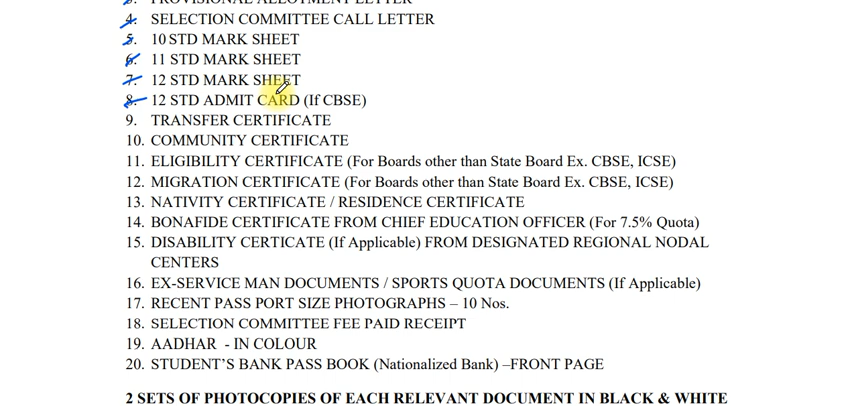 3. PROVISIONAL ALLOTMENT LETTER
4. SELECTION COMMITTEE CALL LETTER
5. 10 STD MARK SHEET
6. 11 STD MARK SHEET
7. 12 STD MARK SHEET
8. 12 STD ADMIT CARD (If CBSE)
9. TRANSFER CERTIFICATE
10. COMMUNITY CERTIFICATE
11. ELIGIBILITY CERTIFICATE (For Boards other than State Board Ex. CBSE, ICSE)
12. MIGRATION CERTIFICATE (For Boards other than State Board Ex. CBSE, ICSE)
13. NATIVITY CERTIFICATE / RESIDENCE CERTIFICATE
14. BONAFIDE CERTIFICATE FROM CHIEF EDUCATION OFFICER (For 7.5% Quota)
15. DISABILITY CERTICATE (If Applicable) FROM DESIGNATED REGIONAL NODAL
CENTERS
16. EX-SERVICE MAN DOCUMENTS / SPORTS QUOTA DOCUMENTS (If Applicable)
17. RECENT PASS PORT SIZE PHOTOGRAPHS – 10 Nos.
18. SELECTION COMMITTEE FEE PAID RECEIPT
19. AADHAR - IN COLOUR
20. STUDENT'S BANK PASS BOOK (Nationalized Bank) –FRONT PAGE
2 SETS OF PHOTOCOPIES OF EACH RELEVANT DOCUMENT IN BLACK & WHITE